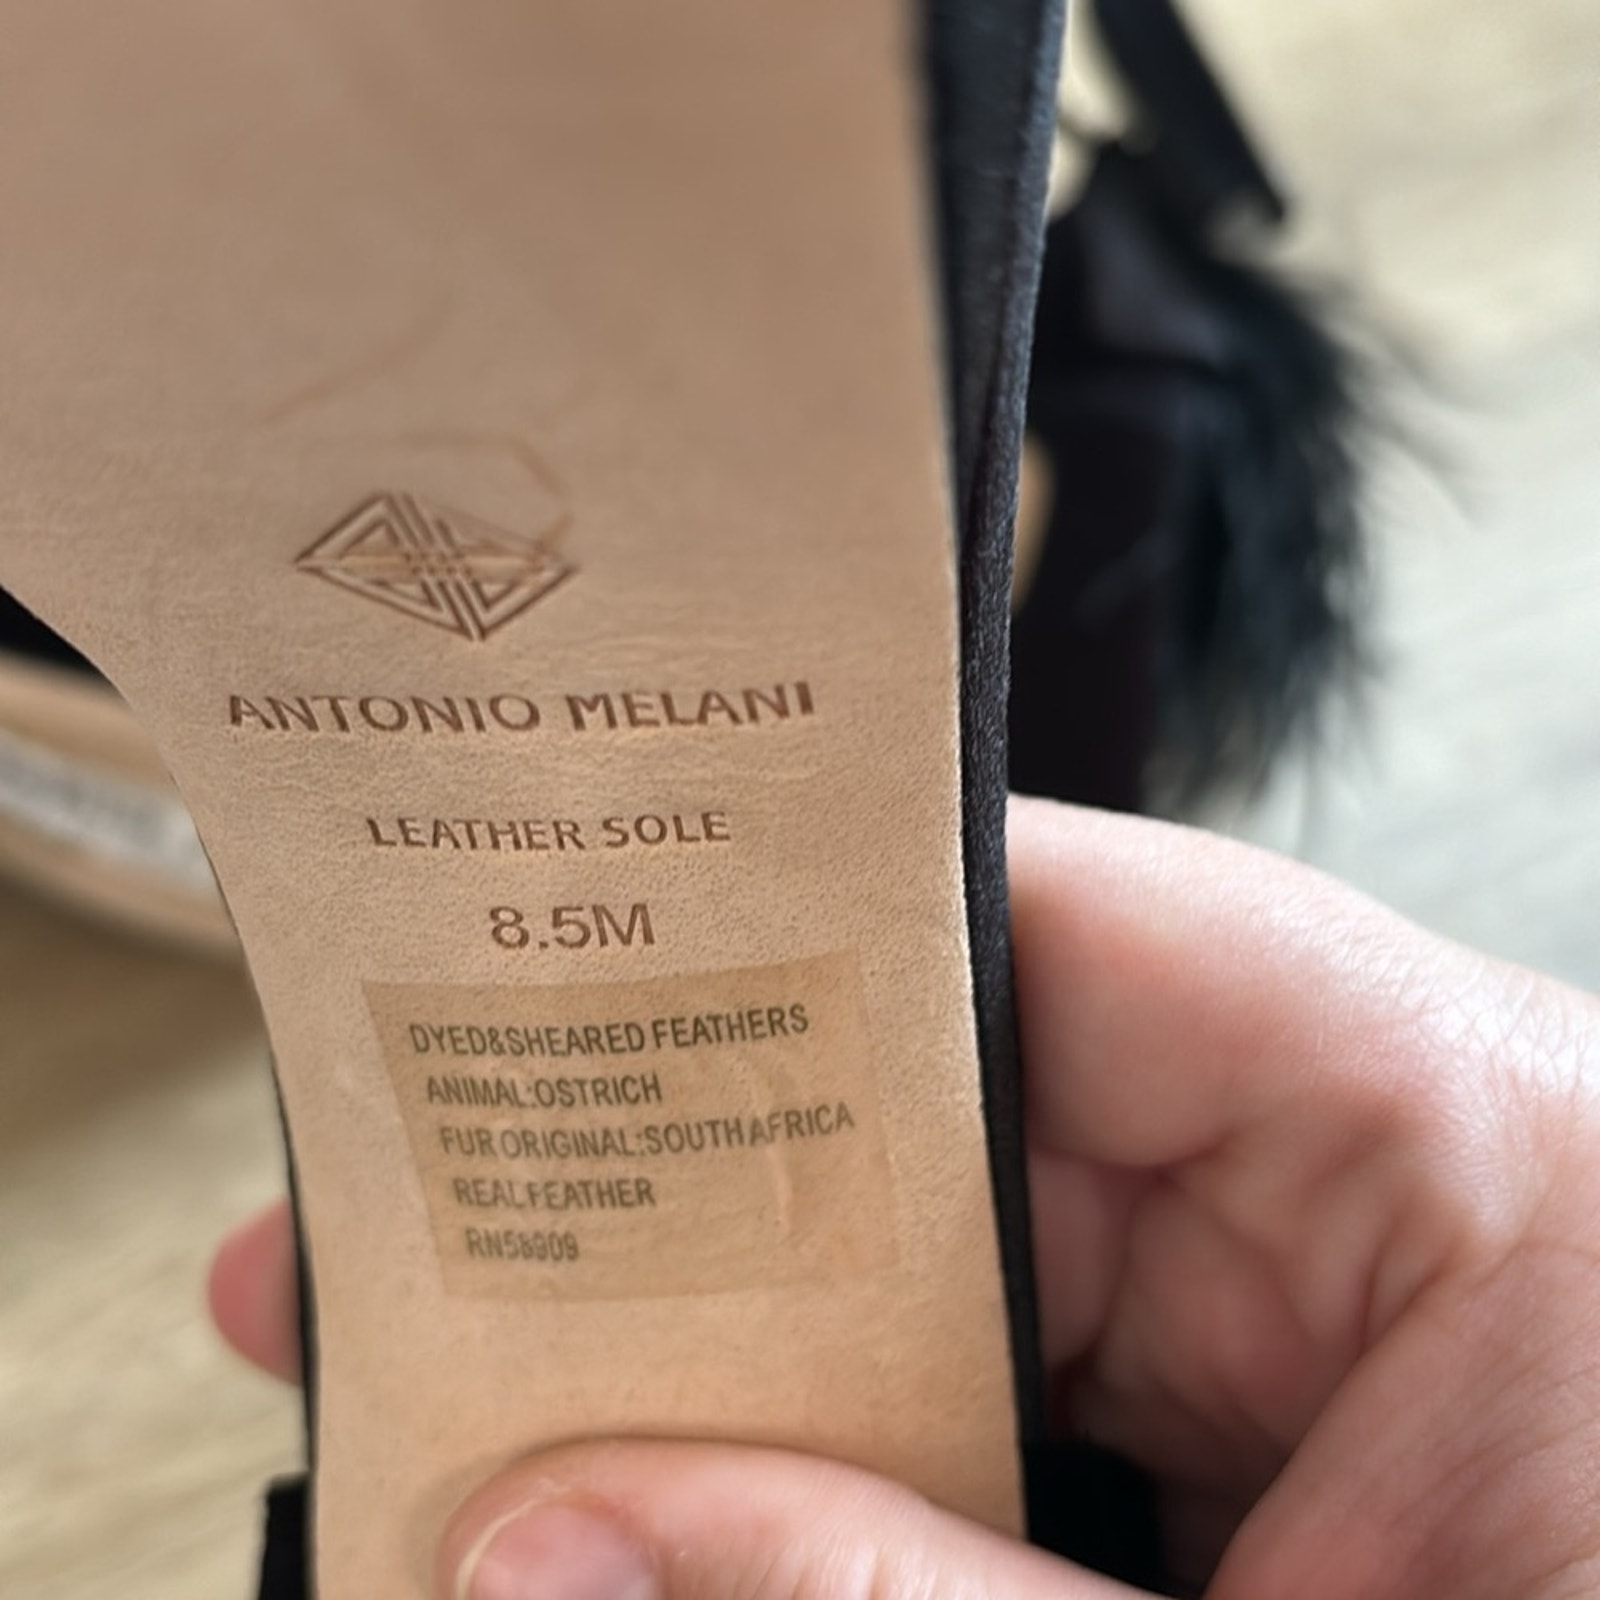 ANTONIO MELANI
LEATHER SOLE
8.5M
DYED&SHEARED FEATHERS
ANIMAL:OSTRICH
FUR ORIGINAL:SOUTH AFRICA
REAL FEATHER
RN58909